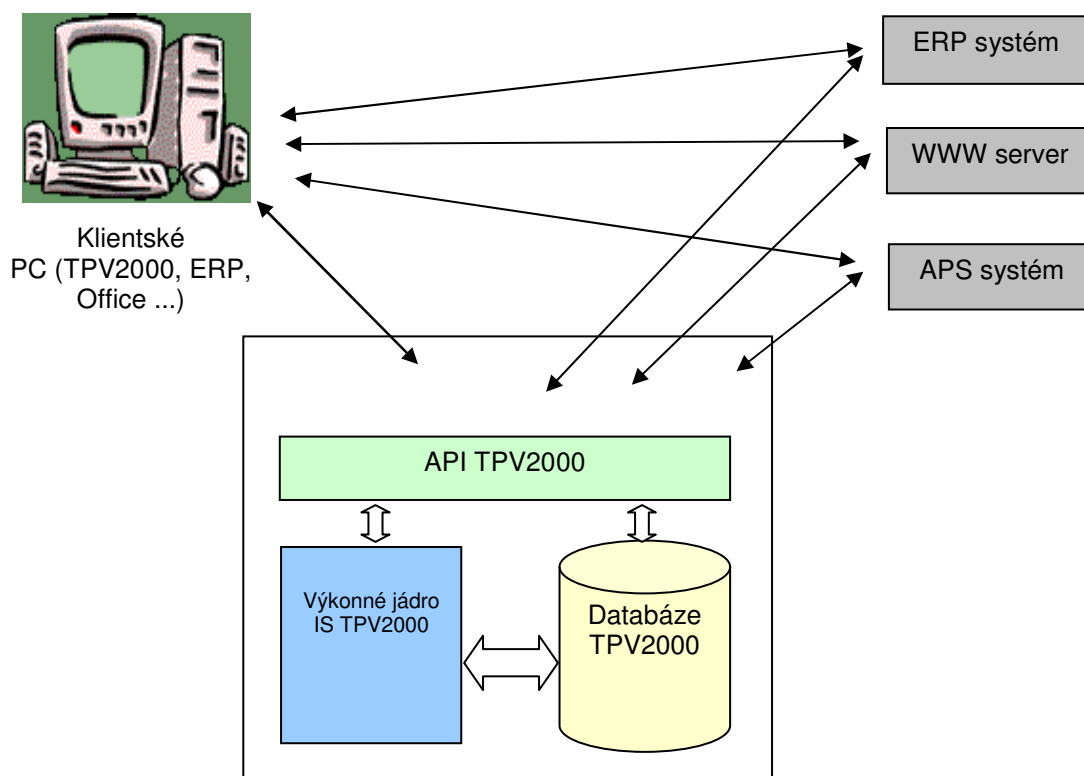 ERP systém
WWW server
APS systém
Klientské
PC (TPV2000, ERP,
Office ...)
API TPV2000
Výkonné jádro
IS TPV2000
Databáze
TPV2000